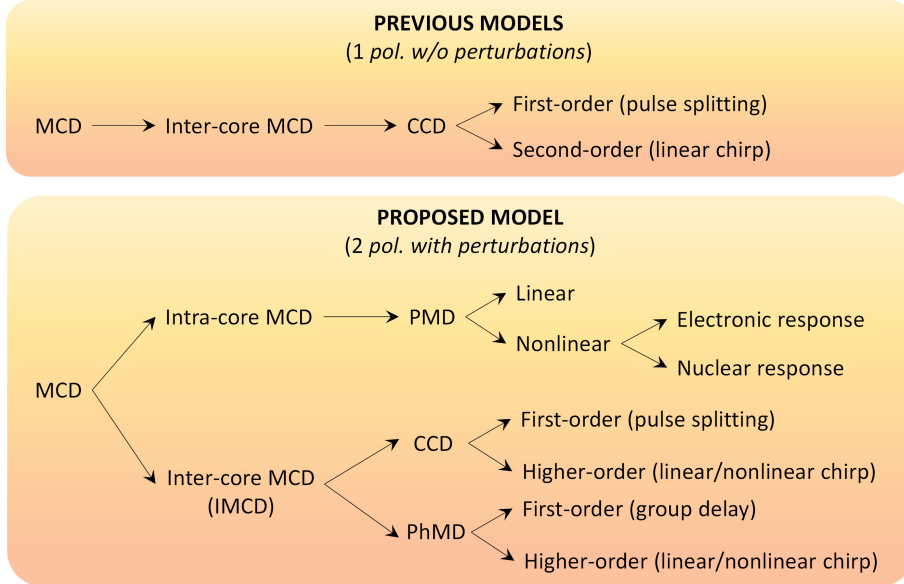 PREVIOUS MODELS
(1 pol. w/o perturbations)
MCD
Inter-core MCD
CCD
First-order (pulse splitting)
Second-order (linear chirp)
PROPOSED MODEL
(2 pol. with perturbations)
MCD
Intra-core MCD
PMD
Linear
Nonlinear
Electronic response
Nuclear response
Inter-core MCD
(IMCD)
CCD
First-order (pulse splitting)
Higher-order (linear/nonlinear chirp)
PhMD
First-order (group delay)
Higher-order (linear/nonlinear chirp)